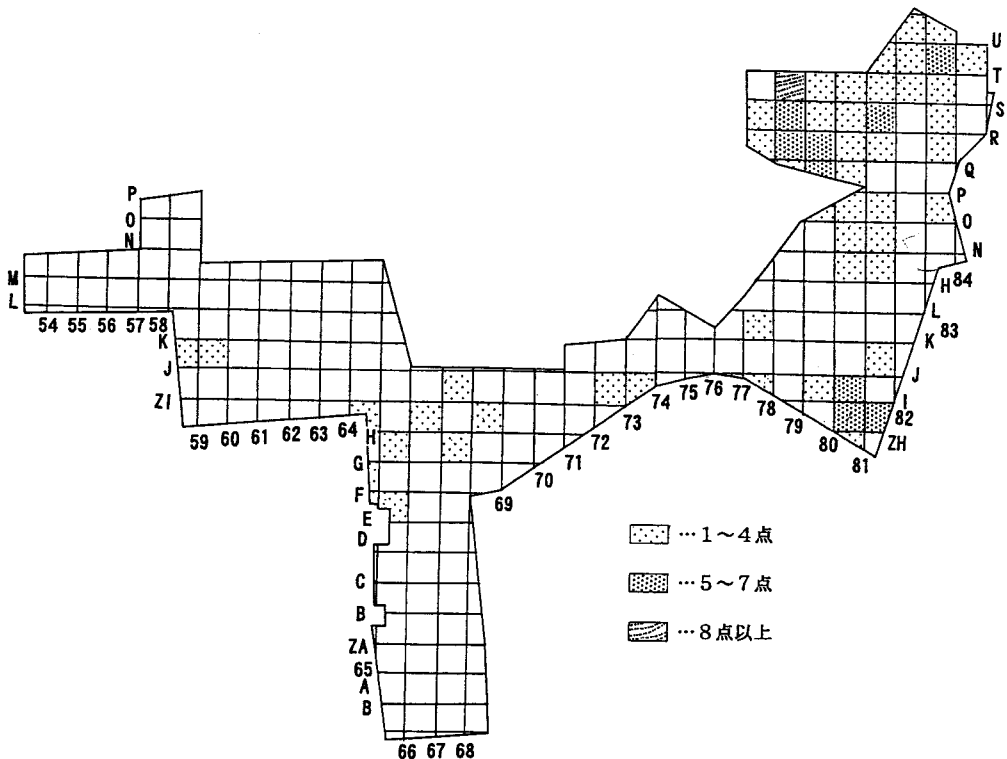 U
T
S
R
Q
P
O
N
84
H
L
83
K
J
I
82
ZH
P
O
N
M
L
54 55 56 57 58
K
J
ZI
59 60 61 62 63 64
H
G
F
E
D
C
B
ZA
65
A
B
66 67 68
69 70 71 72 73 74 75 76 77 78 79 80 81
…1〜4点
…5〜7点
…8点以上